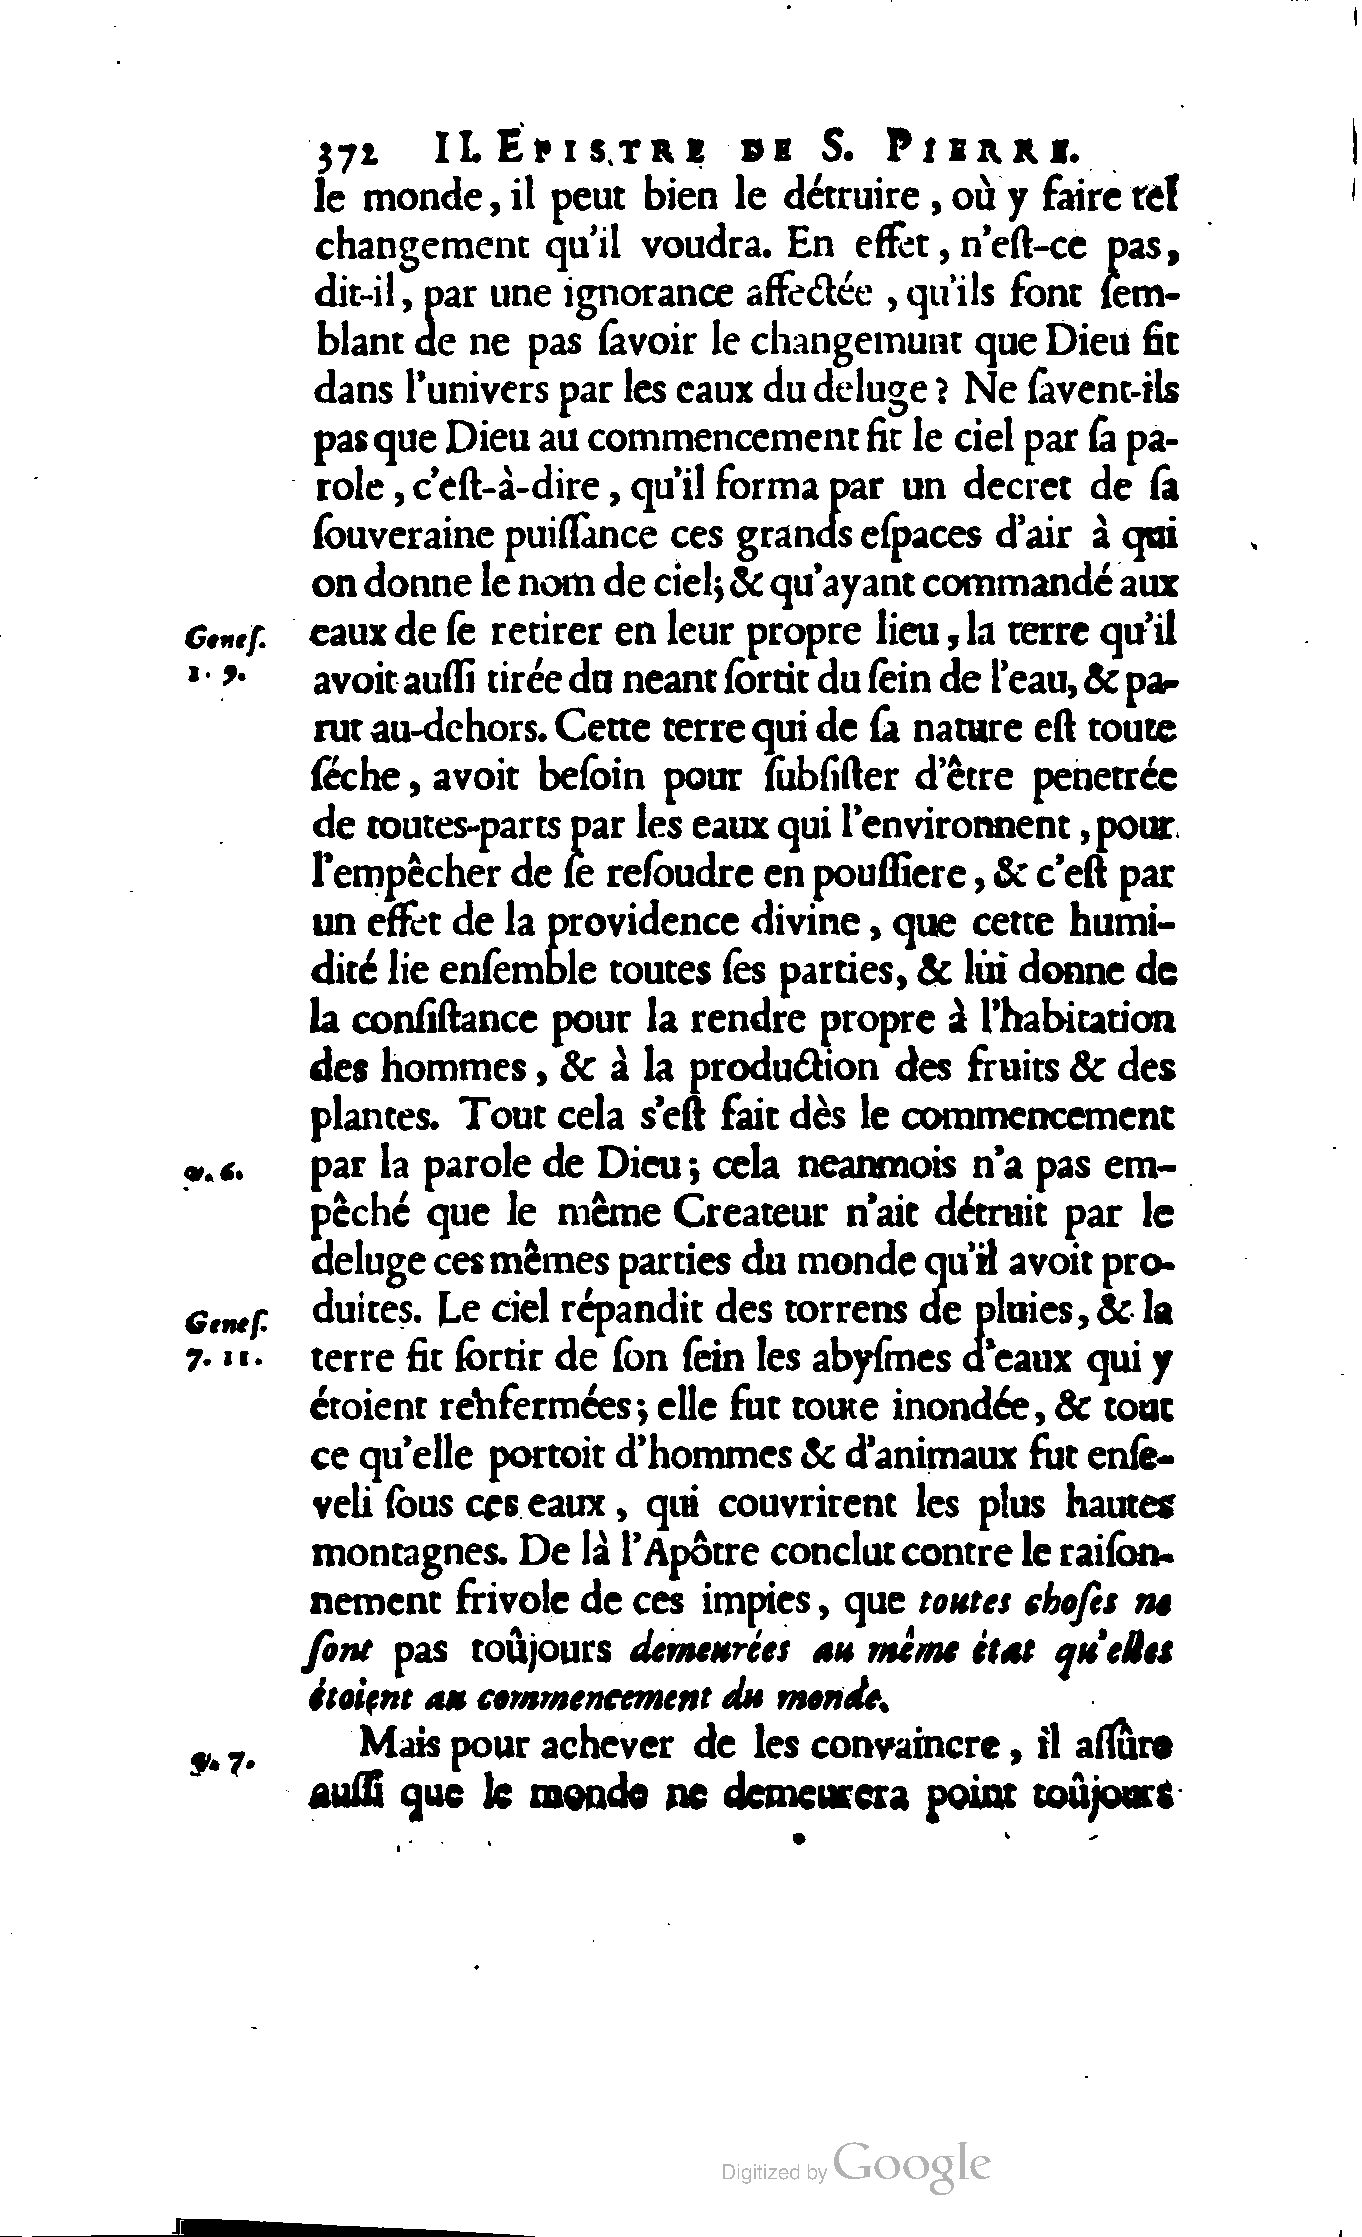 372 II. EPISTRE DE S. PIERRE.
le monde, il peut bien le détruire, où y faire tel
changement qu'il voudra. En effet, n'eſt-ce pas,
dit-il, par une ignorance affectée, qu'ils font ſem-
blant de ne pas ſavoir le changemunt que Dieu fit
dans l'univers par les eaux du deluge? Ne ſavent-ils
pas que Dieu au commencement fit le ciel par ſa pa-
role, c'eſt-à-dire, qu'il forma par un decret de ſa
ſouveraine puiſſance ces grands eſpaces d'air à qui
on donne le nom de ciel; & qu'ayant commandé aux
Geneſ. eaux de ſe retirer en leur propre lieu, la terre qu'il
1. 9. avoit auſſi tirée du neant ſortit du ſein de l'eau, & pa-
rut au-dehors. Cette terre qui de ſa nature eſt toute
ſéche, avoit beſoin pour ſubſiſter d'être penetrée
de toutes-parts par les eaux qui l'environnent, pour
l'empêcher de ſe reſoudre en pouſſiere, & c'eſt par
un effet de la providence divine, que cette humi-
dité lie enſemble toutes ſes parties, & lui donne de
la conſiſtance pour la rendre propre à l'habitation
des hommes, & à la production des fruits & des
plantes. Tout cela s'eſt fait dès le commencement
v. 6. par la parole de Dieu; cela neanmois n'a pas em-
pêché que le même Createur n'ait détruit par le
deluge ces mêmes parties du monde qu'il avoit pro-
Geneſ. duites. Le ciel répandit des torrens de pluies, & la
7. 11. terre fit ſortir de ſon ſein les abyſmes d'eaux qui y
étoient renfermées; elle fut toute inondée, & tout
ce qu'elle portoit d'hommes & d'animaux fut enſe-
veli ſous ces eaux, qui couvrirent les plus hautes
montagnes. De là l'Apôtre conclut contre le raiſon-
nement frivole de ces impies, que toutes choſes ne
ſont pas toûjours demeurées au même état qu'elles
étoient au commencement du monde.
v. 7. Mais pour achever de les convaincre, il aſſûre
auſſi que le monde ne demeurera point toûjours
Digitized by Google